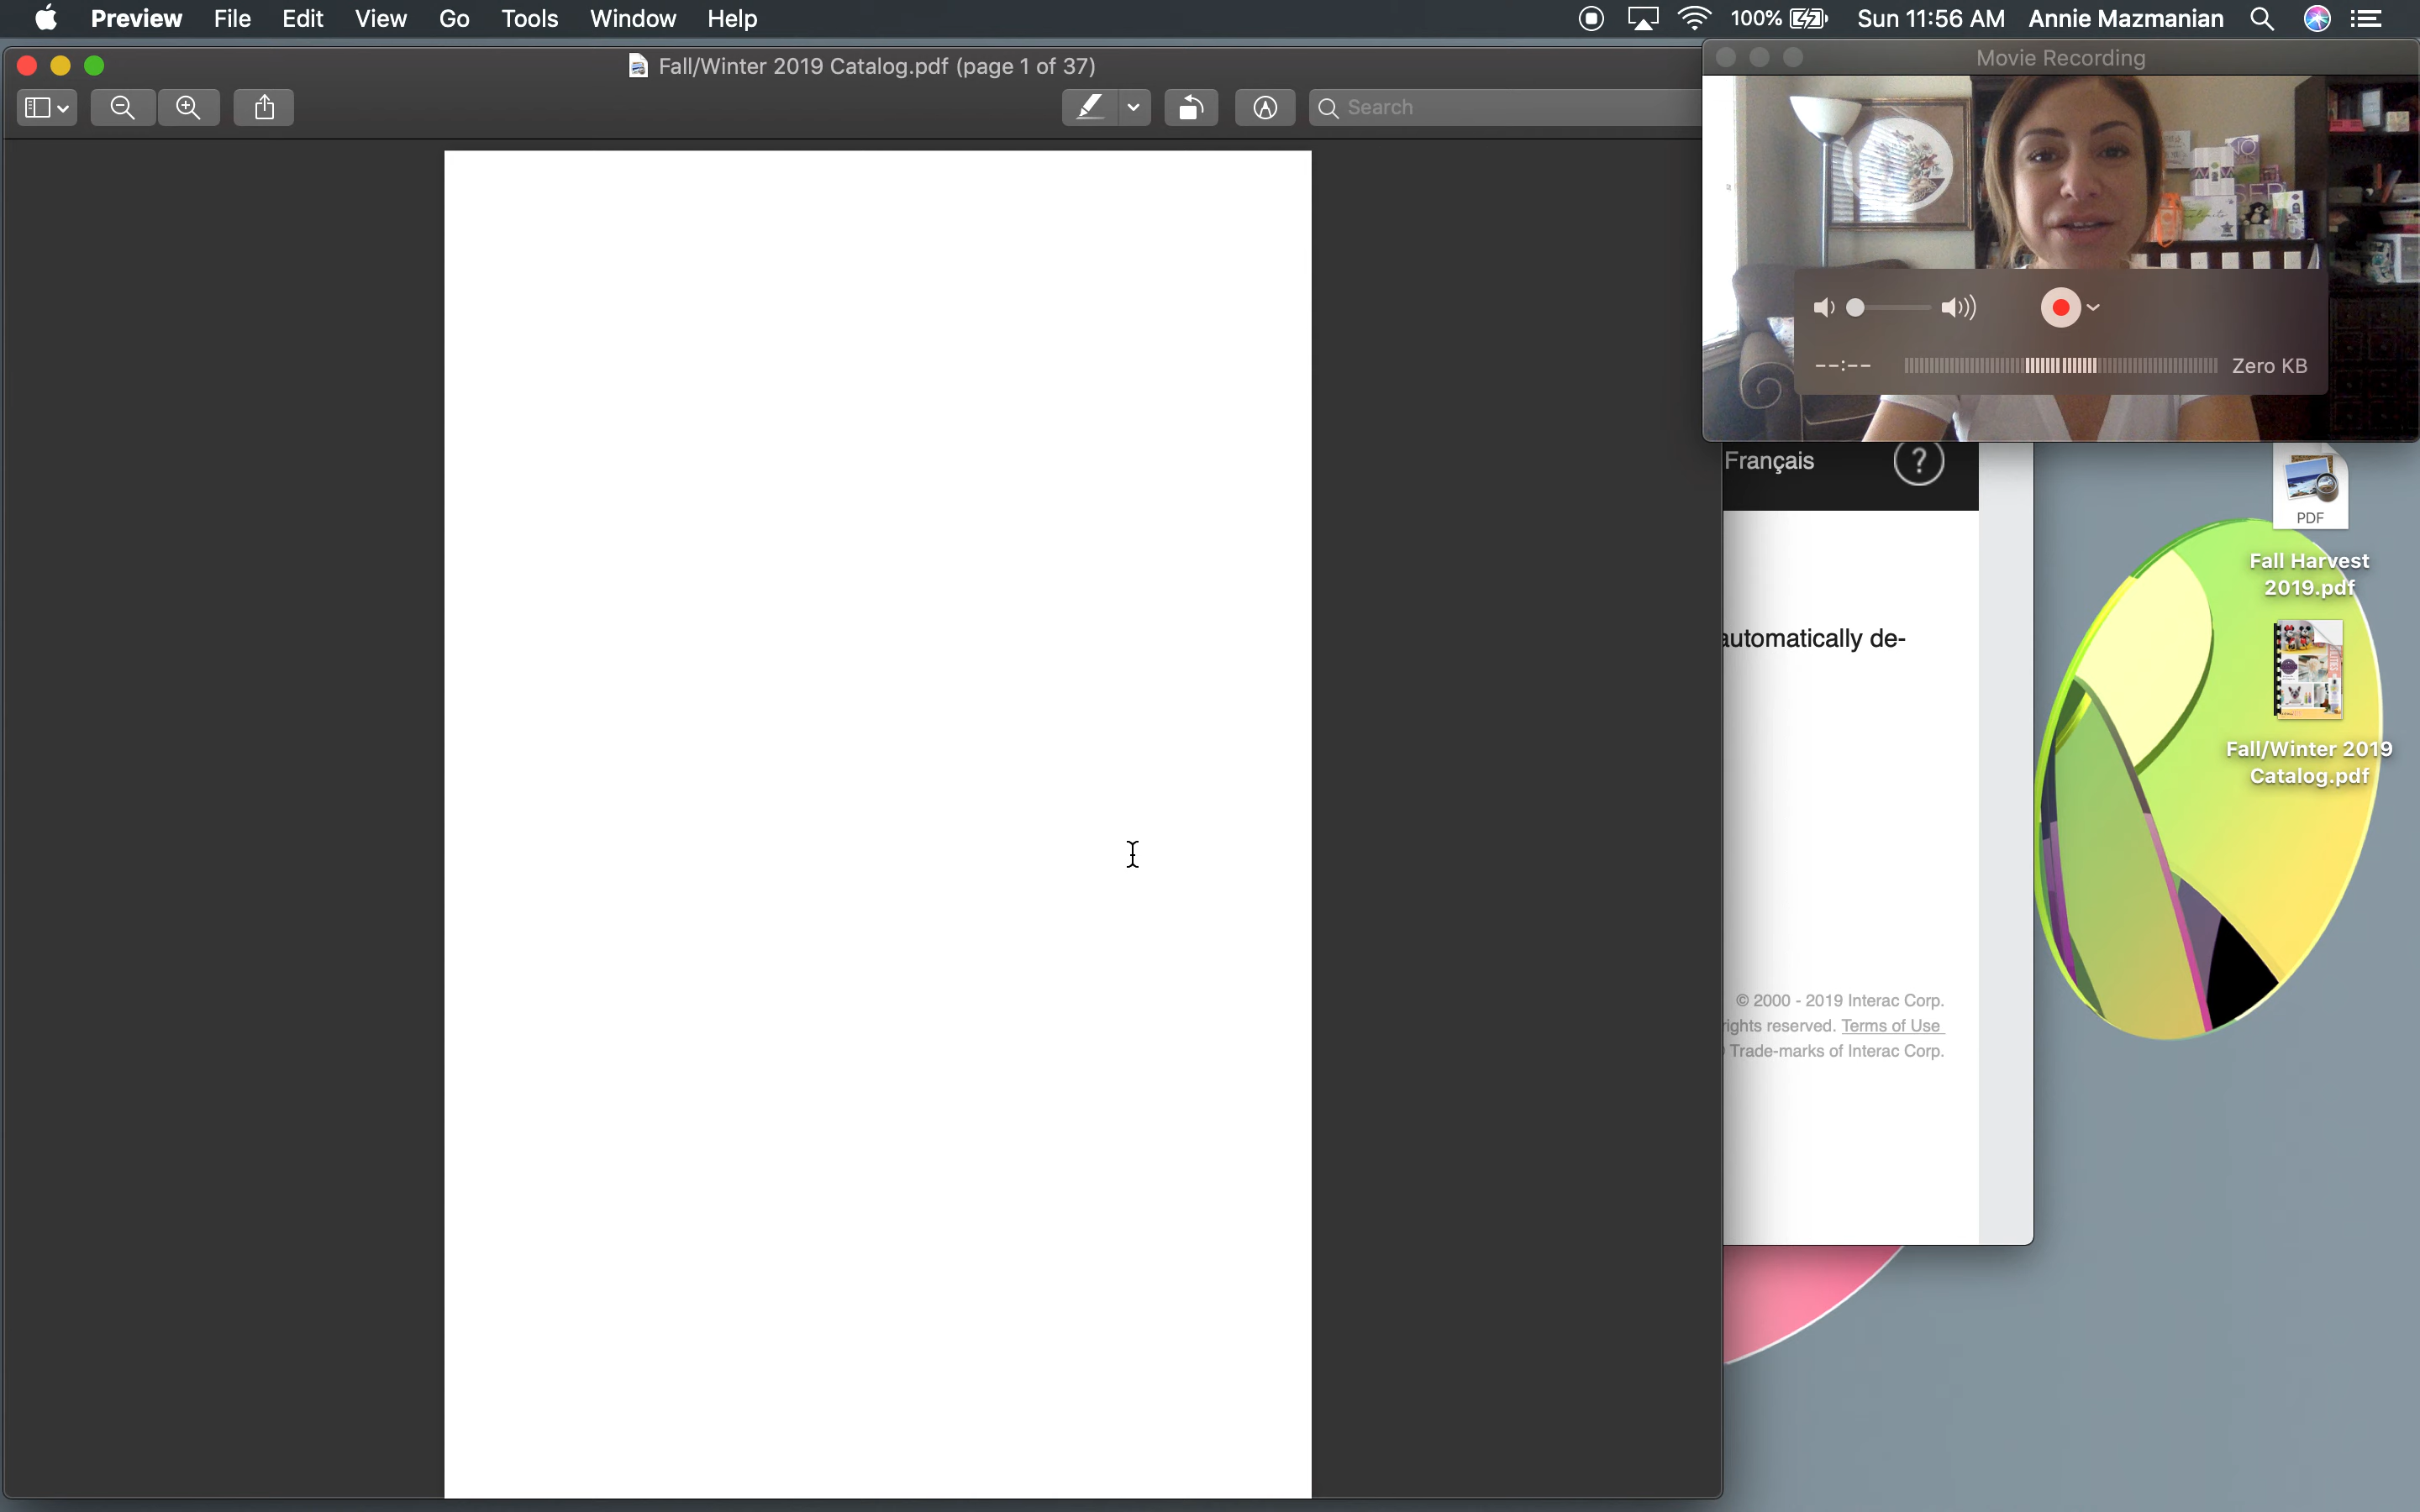 Preview File Edit View Go Tools Window Help
100% Sun 11:56 AM Annie Mazmanian
Fall/Winter 2019 Catalog.pdf (page 1 of 37)
Search
Movie Recording
--:-- Zero KB
Français ?
automatically de-
© 2000 - 2019 Interac Corp.
rights reserved. Terms of Use
Trade-marks of Interac Corp.
PDF
Fall Harvest
2019.pdf
Fall/Winter 2019
Catalog.pdf